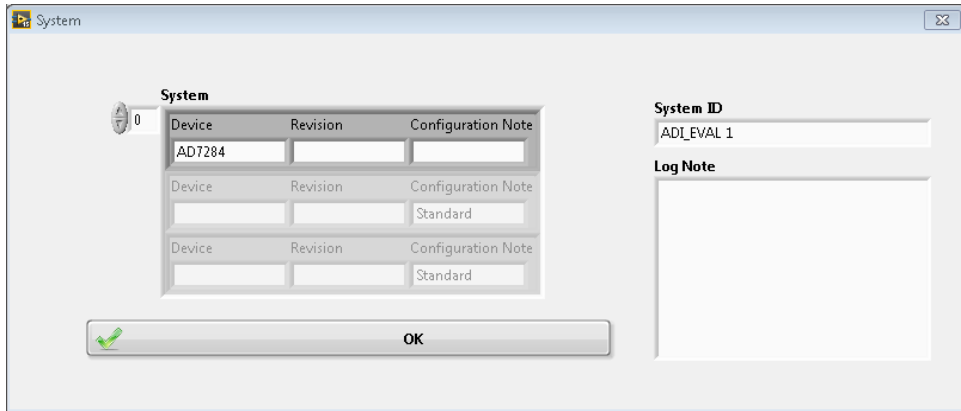 System
System
0
Device Revision Configuration Note
AD7284
Device Revision Configuration Note
Standard
Device Revision Configuration Note
Standard
OK
System ID
ADI_EVAL 1
Log Note